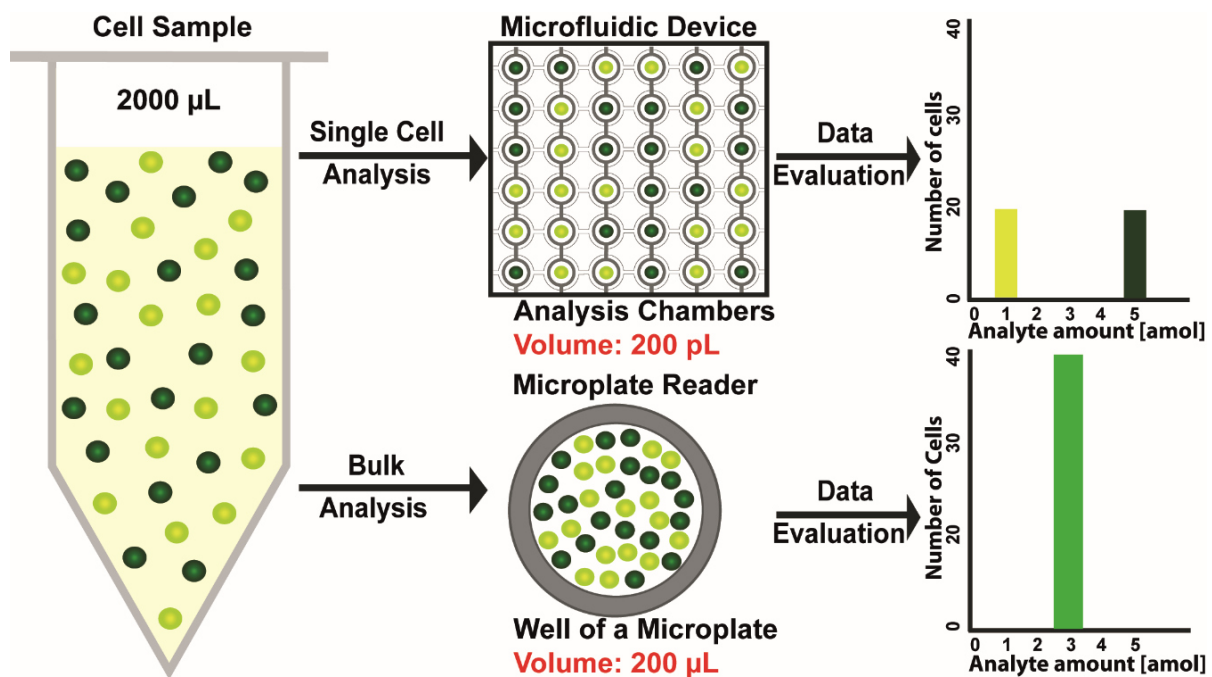 Cell Sample
2000 µL
Single Cell
Analysis
Microfluidic Device
Analysis Chambers
Volume: 200 pL
Data
Evaluation
Number of cells
40
30
20
0
0 1 2 3 4 5
Analyte amount [amol]
Bulk
Analysis
Microplate Reader
Well of a Microplate
Volume: 200 µL
Data
Evaluation
Number of Cells
40
30
20
0
0 1 2 3 4 5
Analyte amount [amol]